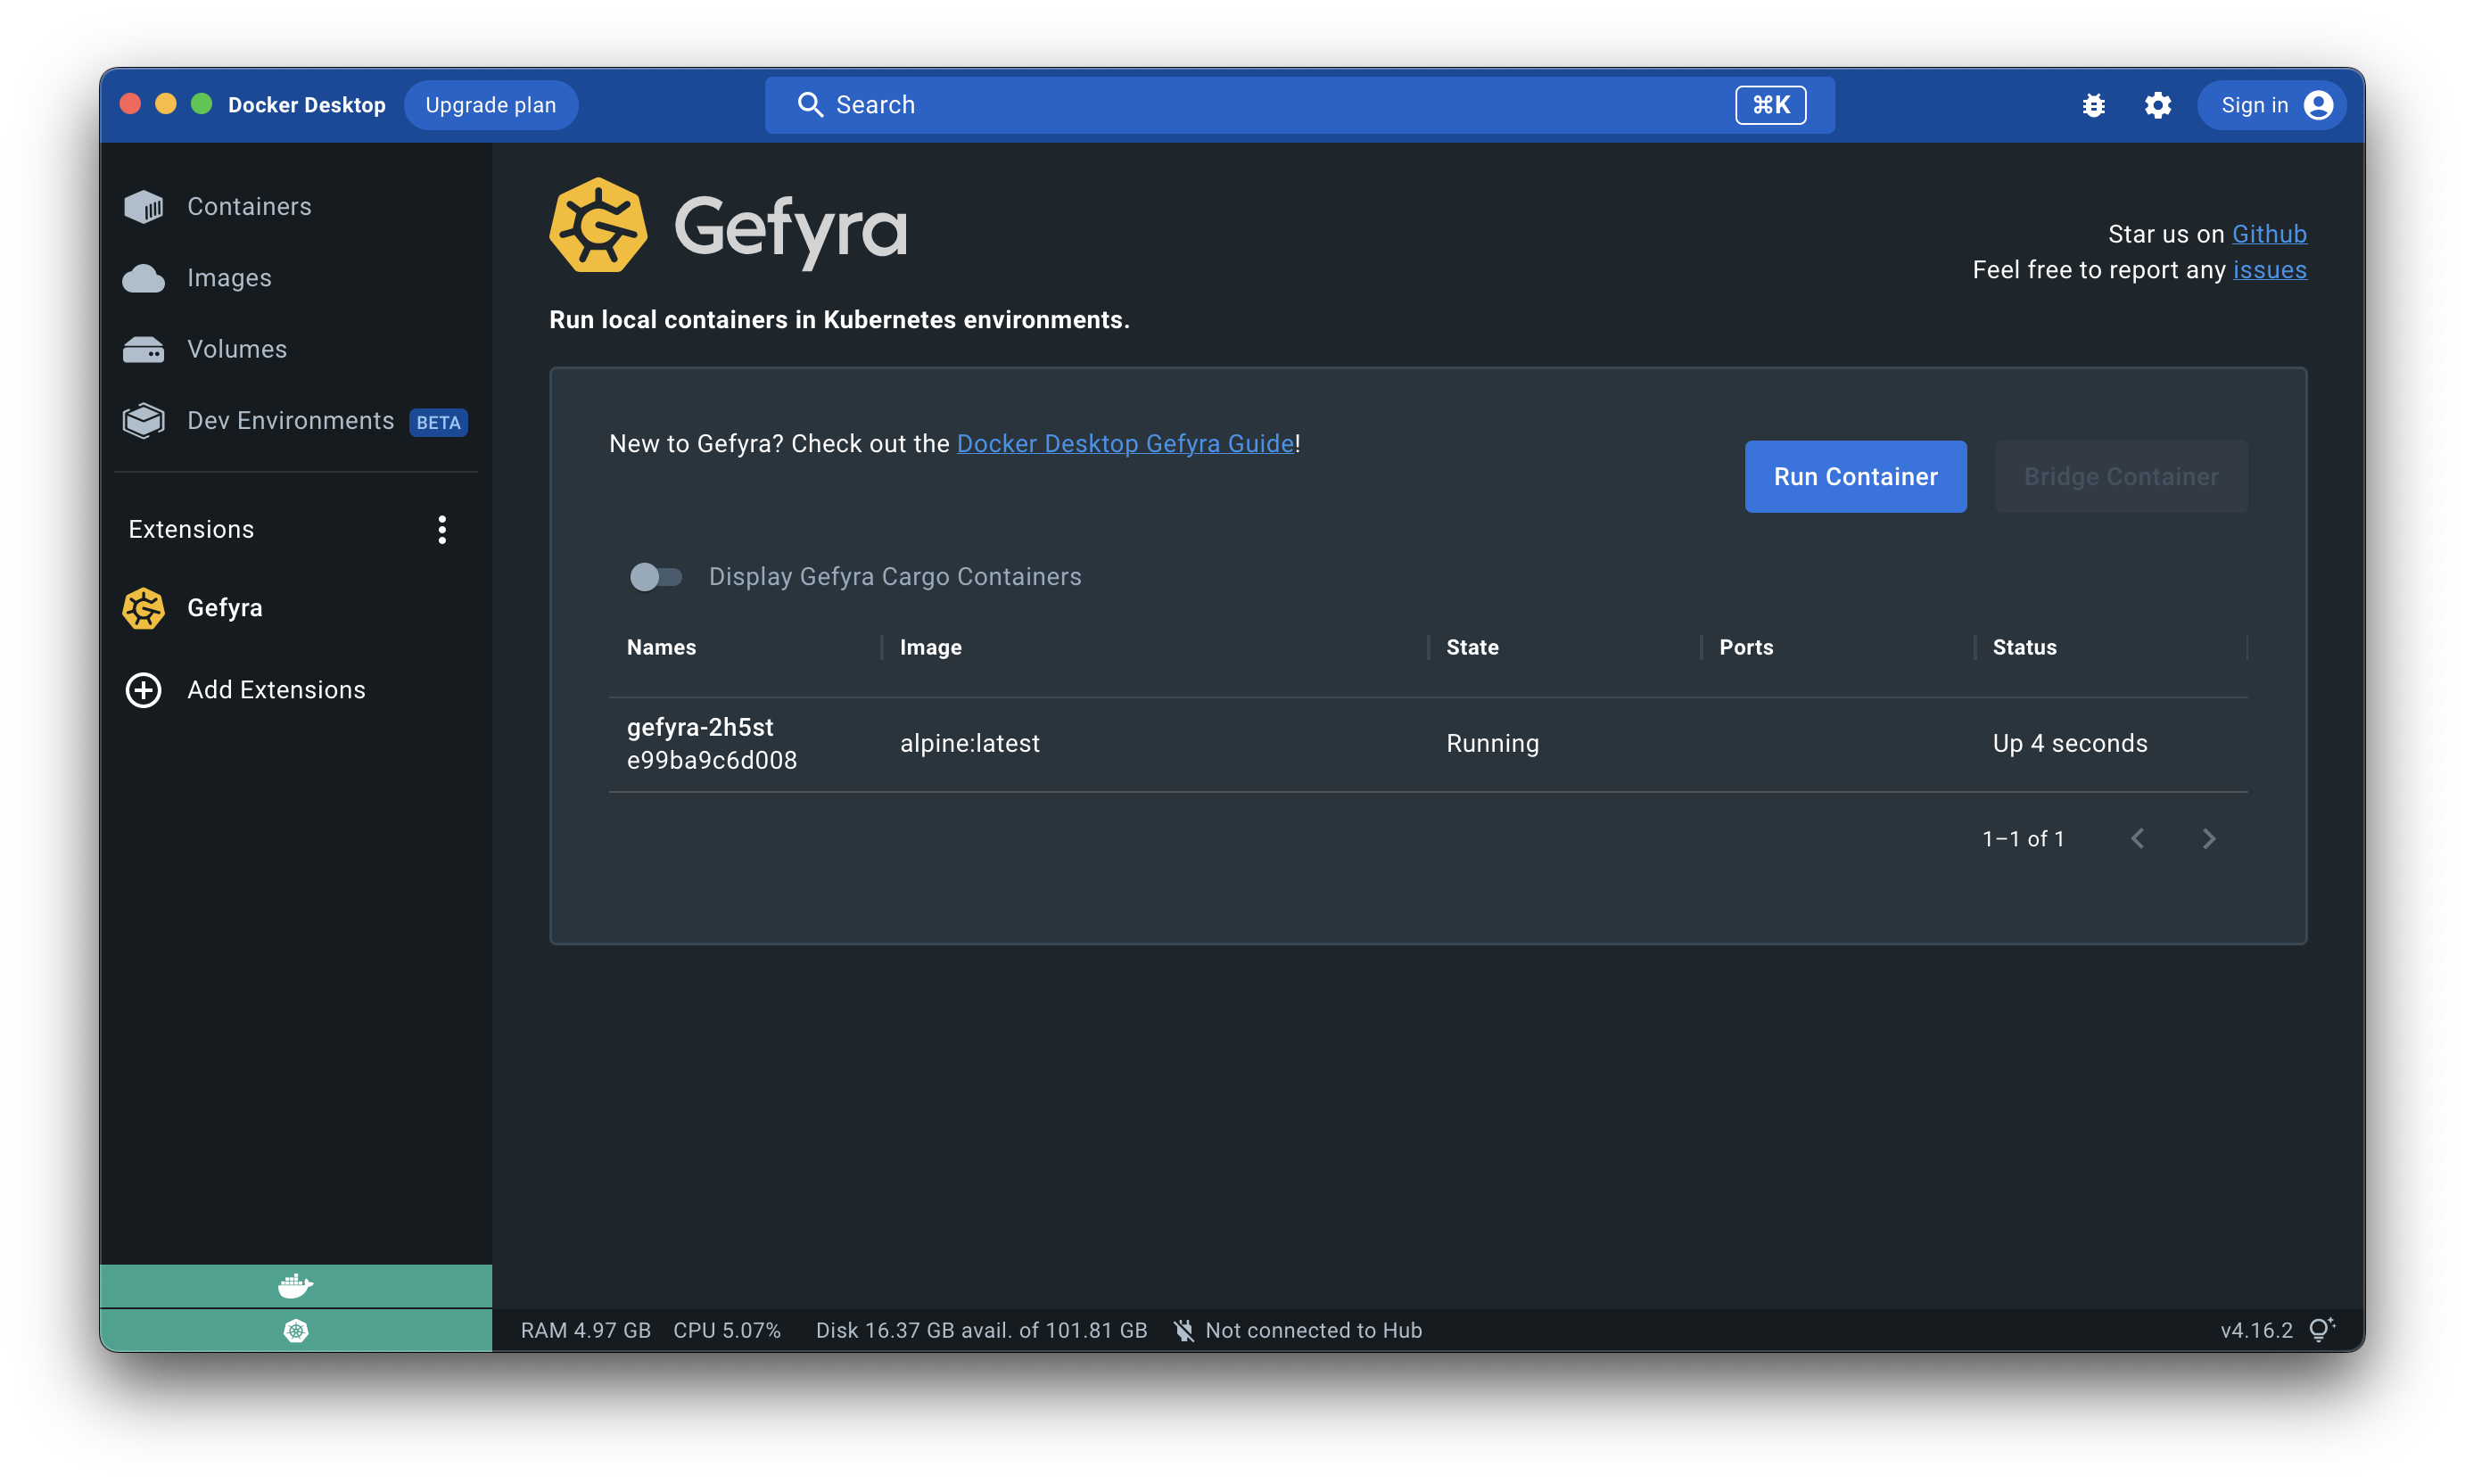 Docker Desktop Upgrade plan Search ⌘K Sign in
Containers
Images
Volumes
Dev Environments BETA
Extensions
Gefyra
Add Extensions
Gefyra
Star us on Github
Feel free to report any issues
Run local containers in Kubernetes environments.
New to Gefyra? Check out the Docker Desktop Gefyra Guide!
Run Container Bridge Container
Display Gefyra Cargo Containers
Names Image State Ports Status
gefyra-2h5st
e99ba9c6d008
alpine:latest Running Up 4 seconds
1–1 of 1
RAM 4.97 GB CPU 5.07% Disk 16.37 GB avail. of 101.81 GB Not connected to Hub v4.16.2